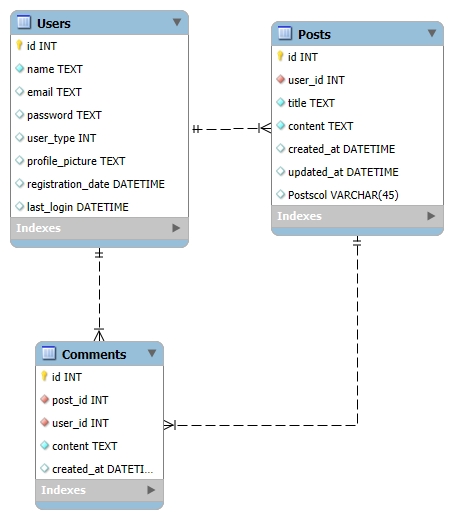 Users
id INT
name TEXT
email TEXT
password TEXT
user_type INT
profile_picture TEXT
registration_date DATETIME
last_login DATETIME
Indexes
Posts
id INT
user_id INT
title TEXT
content TEXT
created_at DATETIME
updated_at DATETIME
Postscol VARCHAR(45)
Indexes
Comments
id INT
post_id INT
user_id INT
content TEXT
created_at DATETI...
Indexes